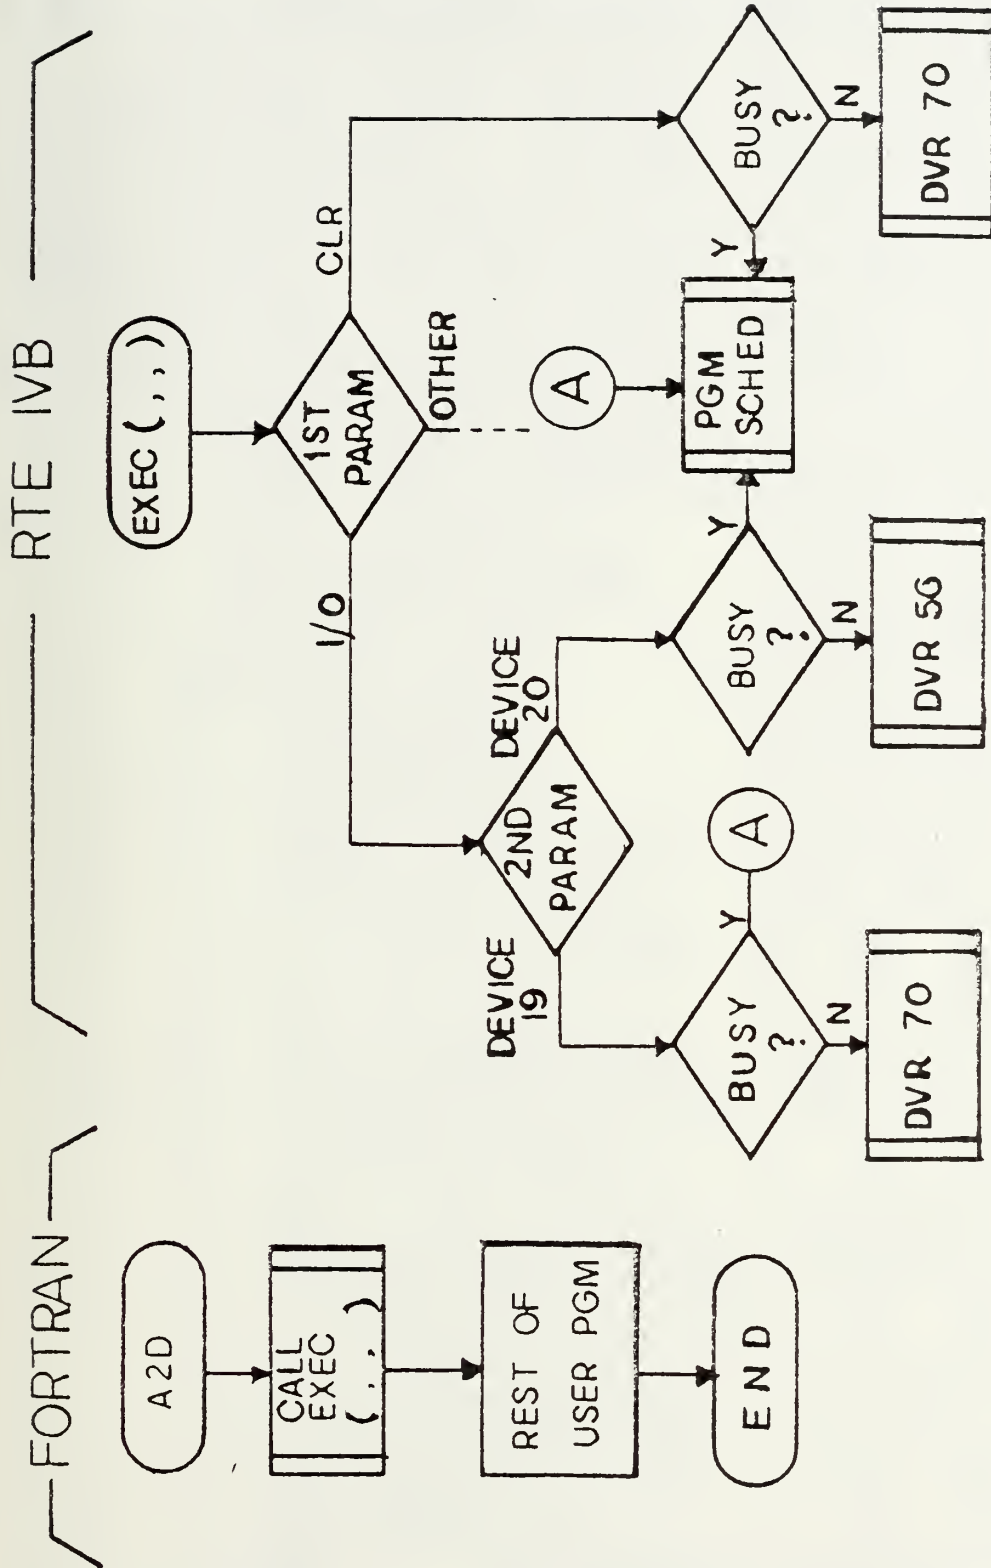 FORTRAN
A2D
CALL
EXEC
( , , )
REST OF
USER PGM
END
RTE IVB
EXEC ( , , )
1ST
PARAM
I/O
CLR
OTHER
A
2ND
PARAM
DEVICE
19
DEVICE
20
BUSY
?
Y
A
N
DVR 70
BUSY
?
Y
N
DVR 56
PGM
SCHED
BUSY
?
Y
N
DVR 70